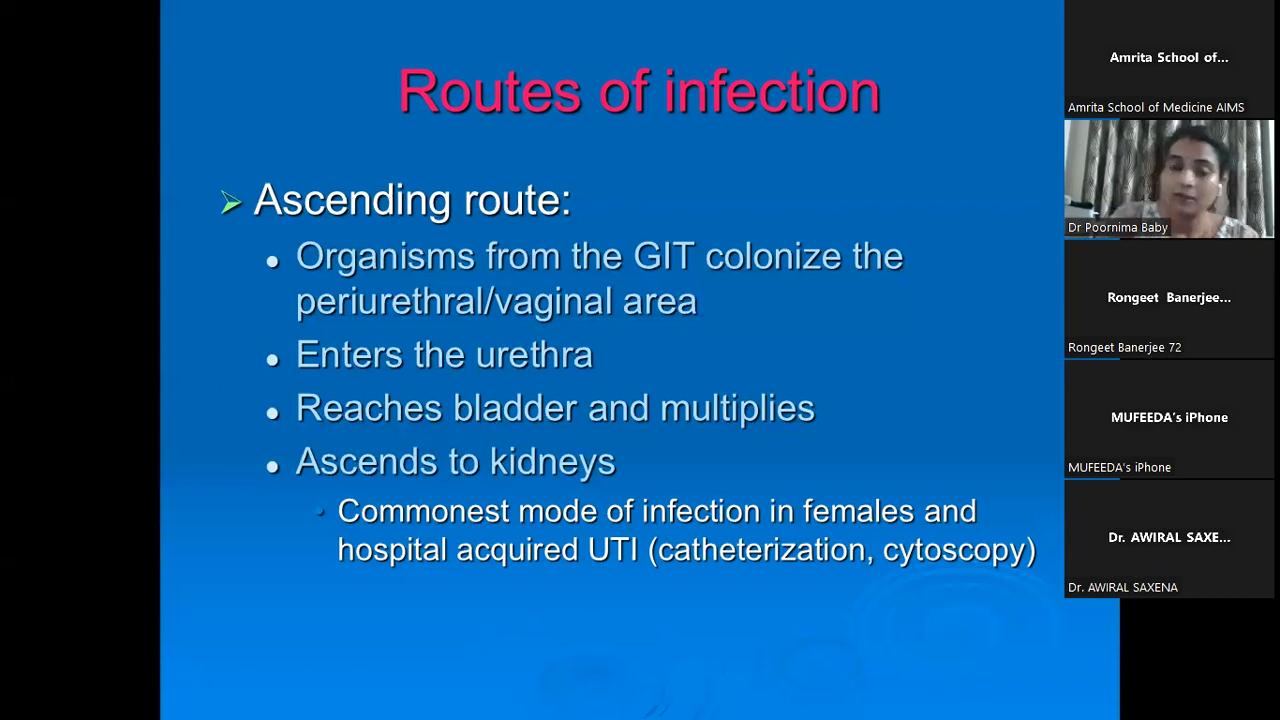 Routes of infection
Ascending route:
Organisms from the GIT colonize the
periurethral/vaginal area
Enters the urethra
Reaches bladder and multiplies
Ascends to kidneys
Commonest mode of infection in females and
hospital acquired UTI (catheterization, cytoscopy)
Amrita School of...
Amrita School of Medicine AIMS
Dr Poornima Baby
Rongeet Banerjee...
Rongeet Banerjee 72
MUFEEDA's iPhone
MUFEEDA's iPhone
Dr. AWIRAL SAXE...
Dr. AWIRAL SAXENA